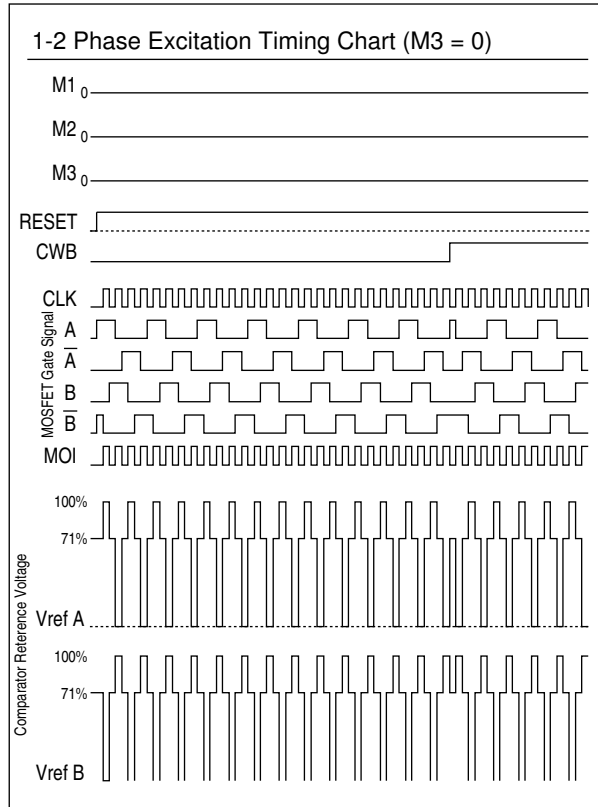 1-2 Phase Excitation Timing Chart (M3 = 0)
M1 0
M2 0
M3 0
RESET
CWB
CLK
MOSFET Gate Signal
A
A̅
B
B̅
MOI
Comparator Reterence Voltage
100%
71%
Vref A
100%
71%
Vref B